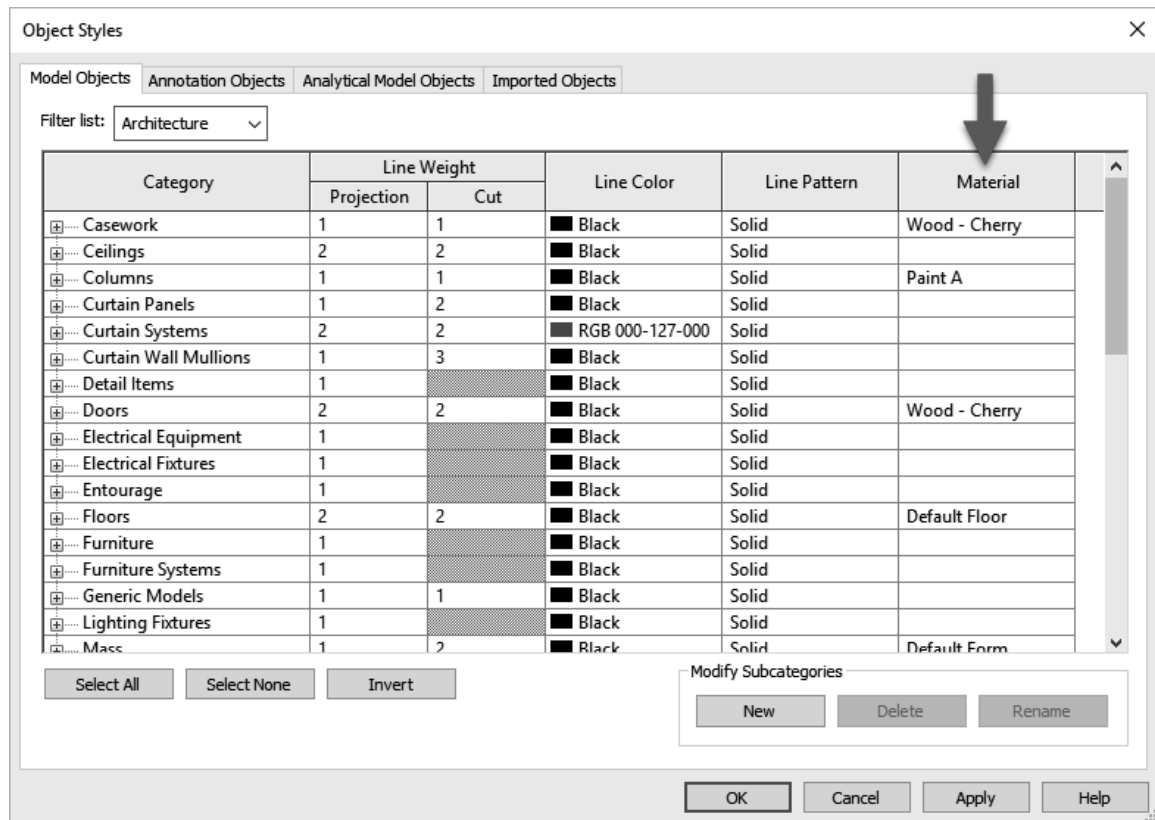 Object Styles
Model Objects Annotation Objects Analytical Model Objects Imported Objects
Filter list: Architecture
Category Line Weight Line Color Line Pattern Material
Projection Cut
Casework 1 1 Black Solid Wood - Cherry
Ceilings 2 2 Black Solid
Columns 1 1 Black Solid Paint A
Curtain Panels 1 2 Black Solid
Curtain Systems 2 2 RGB 000-127-000 Solid
Curtain Wall Mullions 1 3 Black Solid
Detail Items 1 Black Solid
Doors 2 2 Black Solid Wood - Cherry
Electrical Equipment 1 Black Solid
Electrical Fixtures 1 Black Solid
Entourage 1 Black Solid
Floors 2 2 Black Solid Default Floor
Furniture 1 Black Solid
Furniture Systems 1 Black Solid
Generic Models 1 1 Black Solid
Lighting Fixtures 1 Black Solid
Mass 1 2 Black Solid Default Form
Select All Select None Invert
Modify Subcategories
New Delete Rename
OK Cancel Apply Help